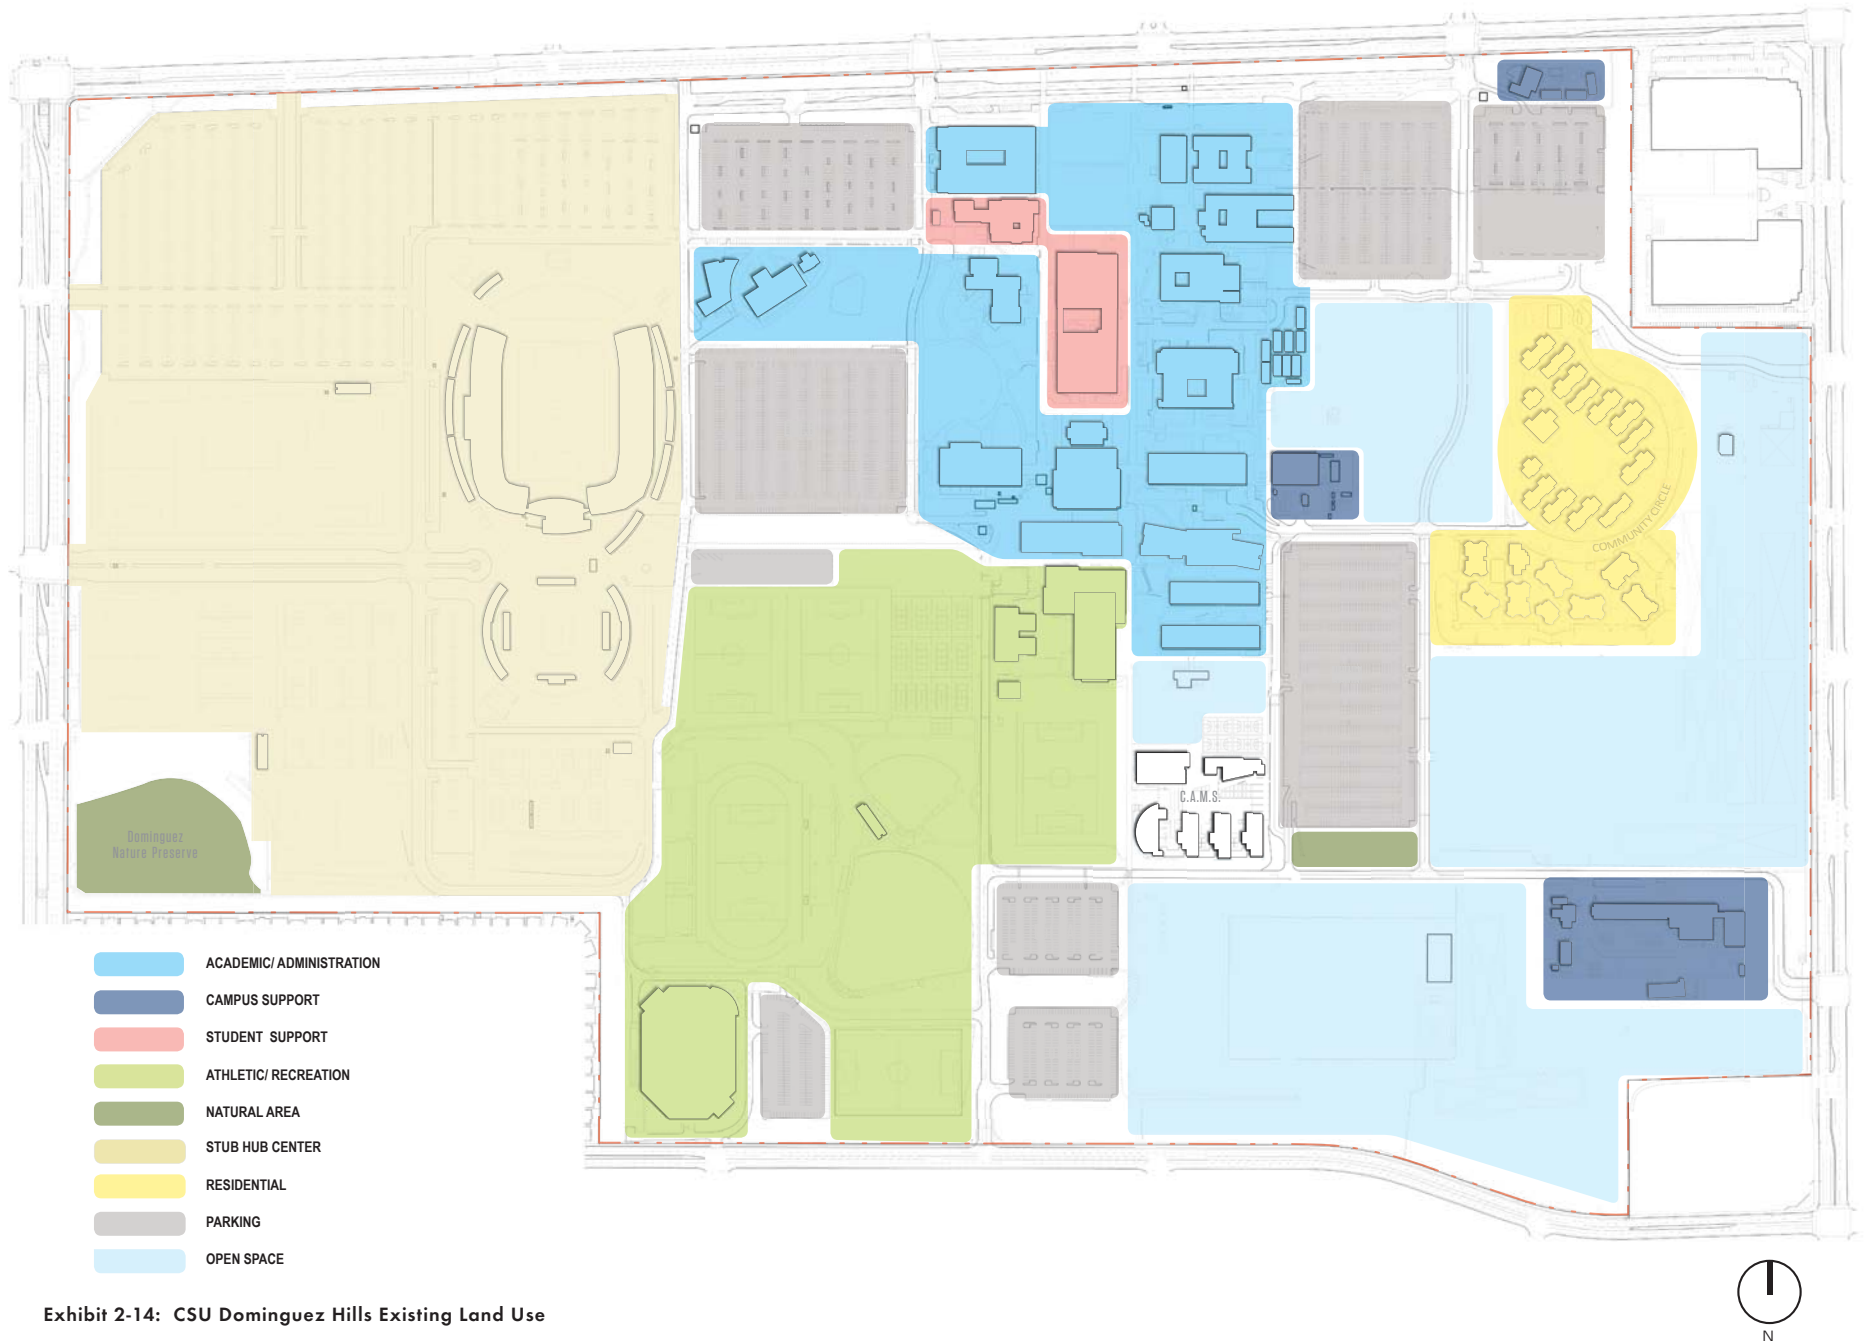 COMMUNITY CIRCLE
C.A.M.S.
Dominguez
Nature Preserve
ACADEMIC/ ADMINISTRATION
CAMPUS SUPPORT
STUDENT SUPPORT
ATHLETIC/ RECREATION
NATURAL AREA
STUB HUB CENTER
RESIDENTIAL
PARKING
OPEN SPACE
Exhibit 2-14: CSU Dominguez Hills Existing Land Use
N